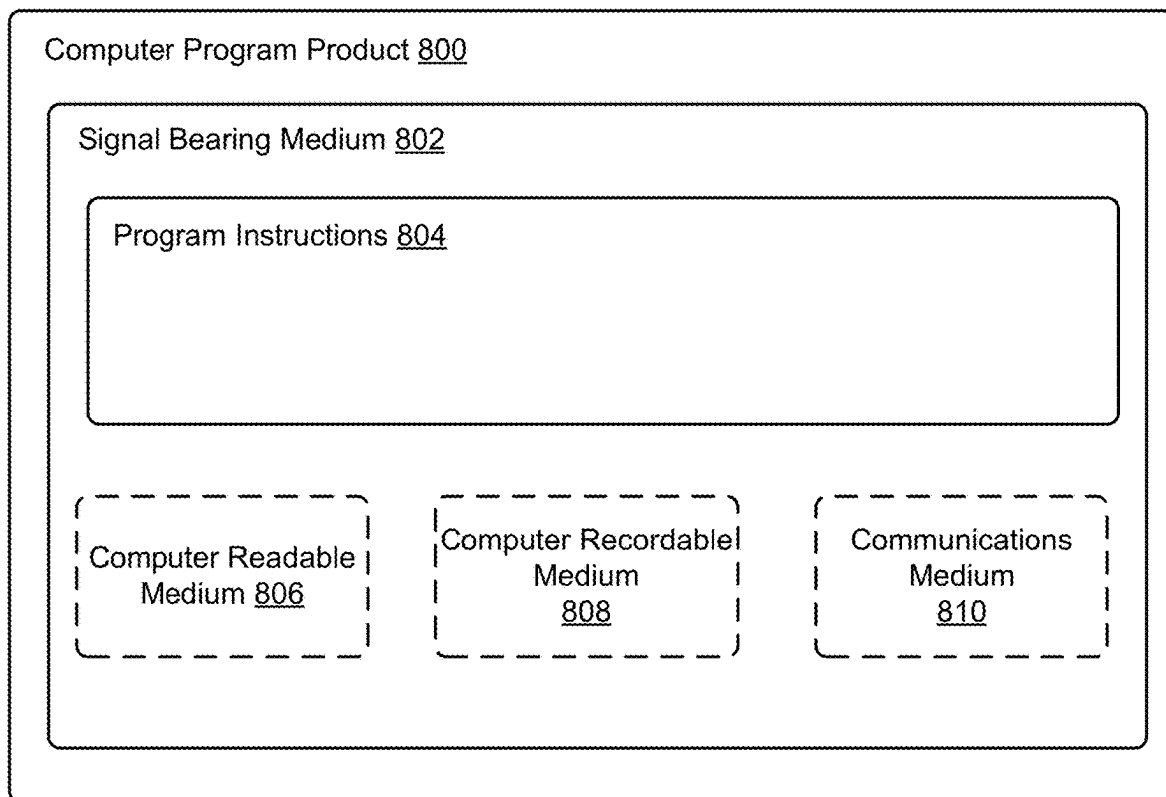 Computer Program Product 800
Signal Bearing Medium 802
Program Instructions 804
Computer Readable
Medium 806
Computer Recordable
Medium
808
Communications
Medium
810